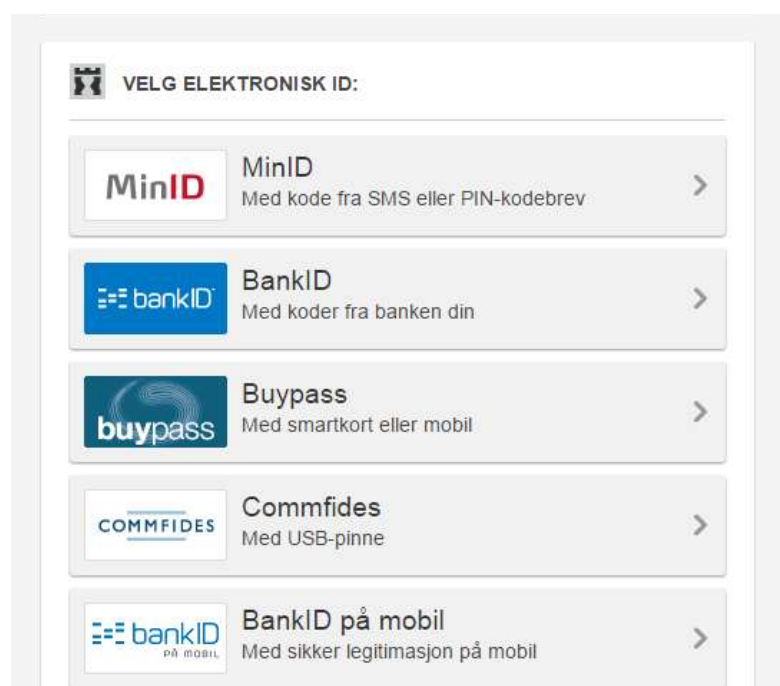 VELG ELEKTRONISK ID:
MinID
MinID
Med kode fra SMS eller PIN-kodebrev
bankID
BankID
Med koder fra banken din
buypass
Buypass
Med smartkort eller mobil
COMMFIDES
Commfides
Med USB-pinne
bankID
PÅ MOBIL
BankID på mobil
Med sikker legitimasjon på mobil